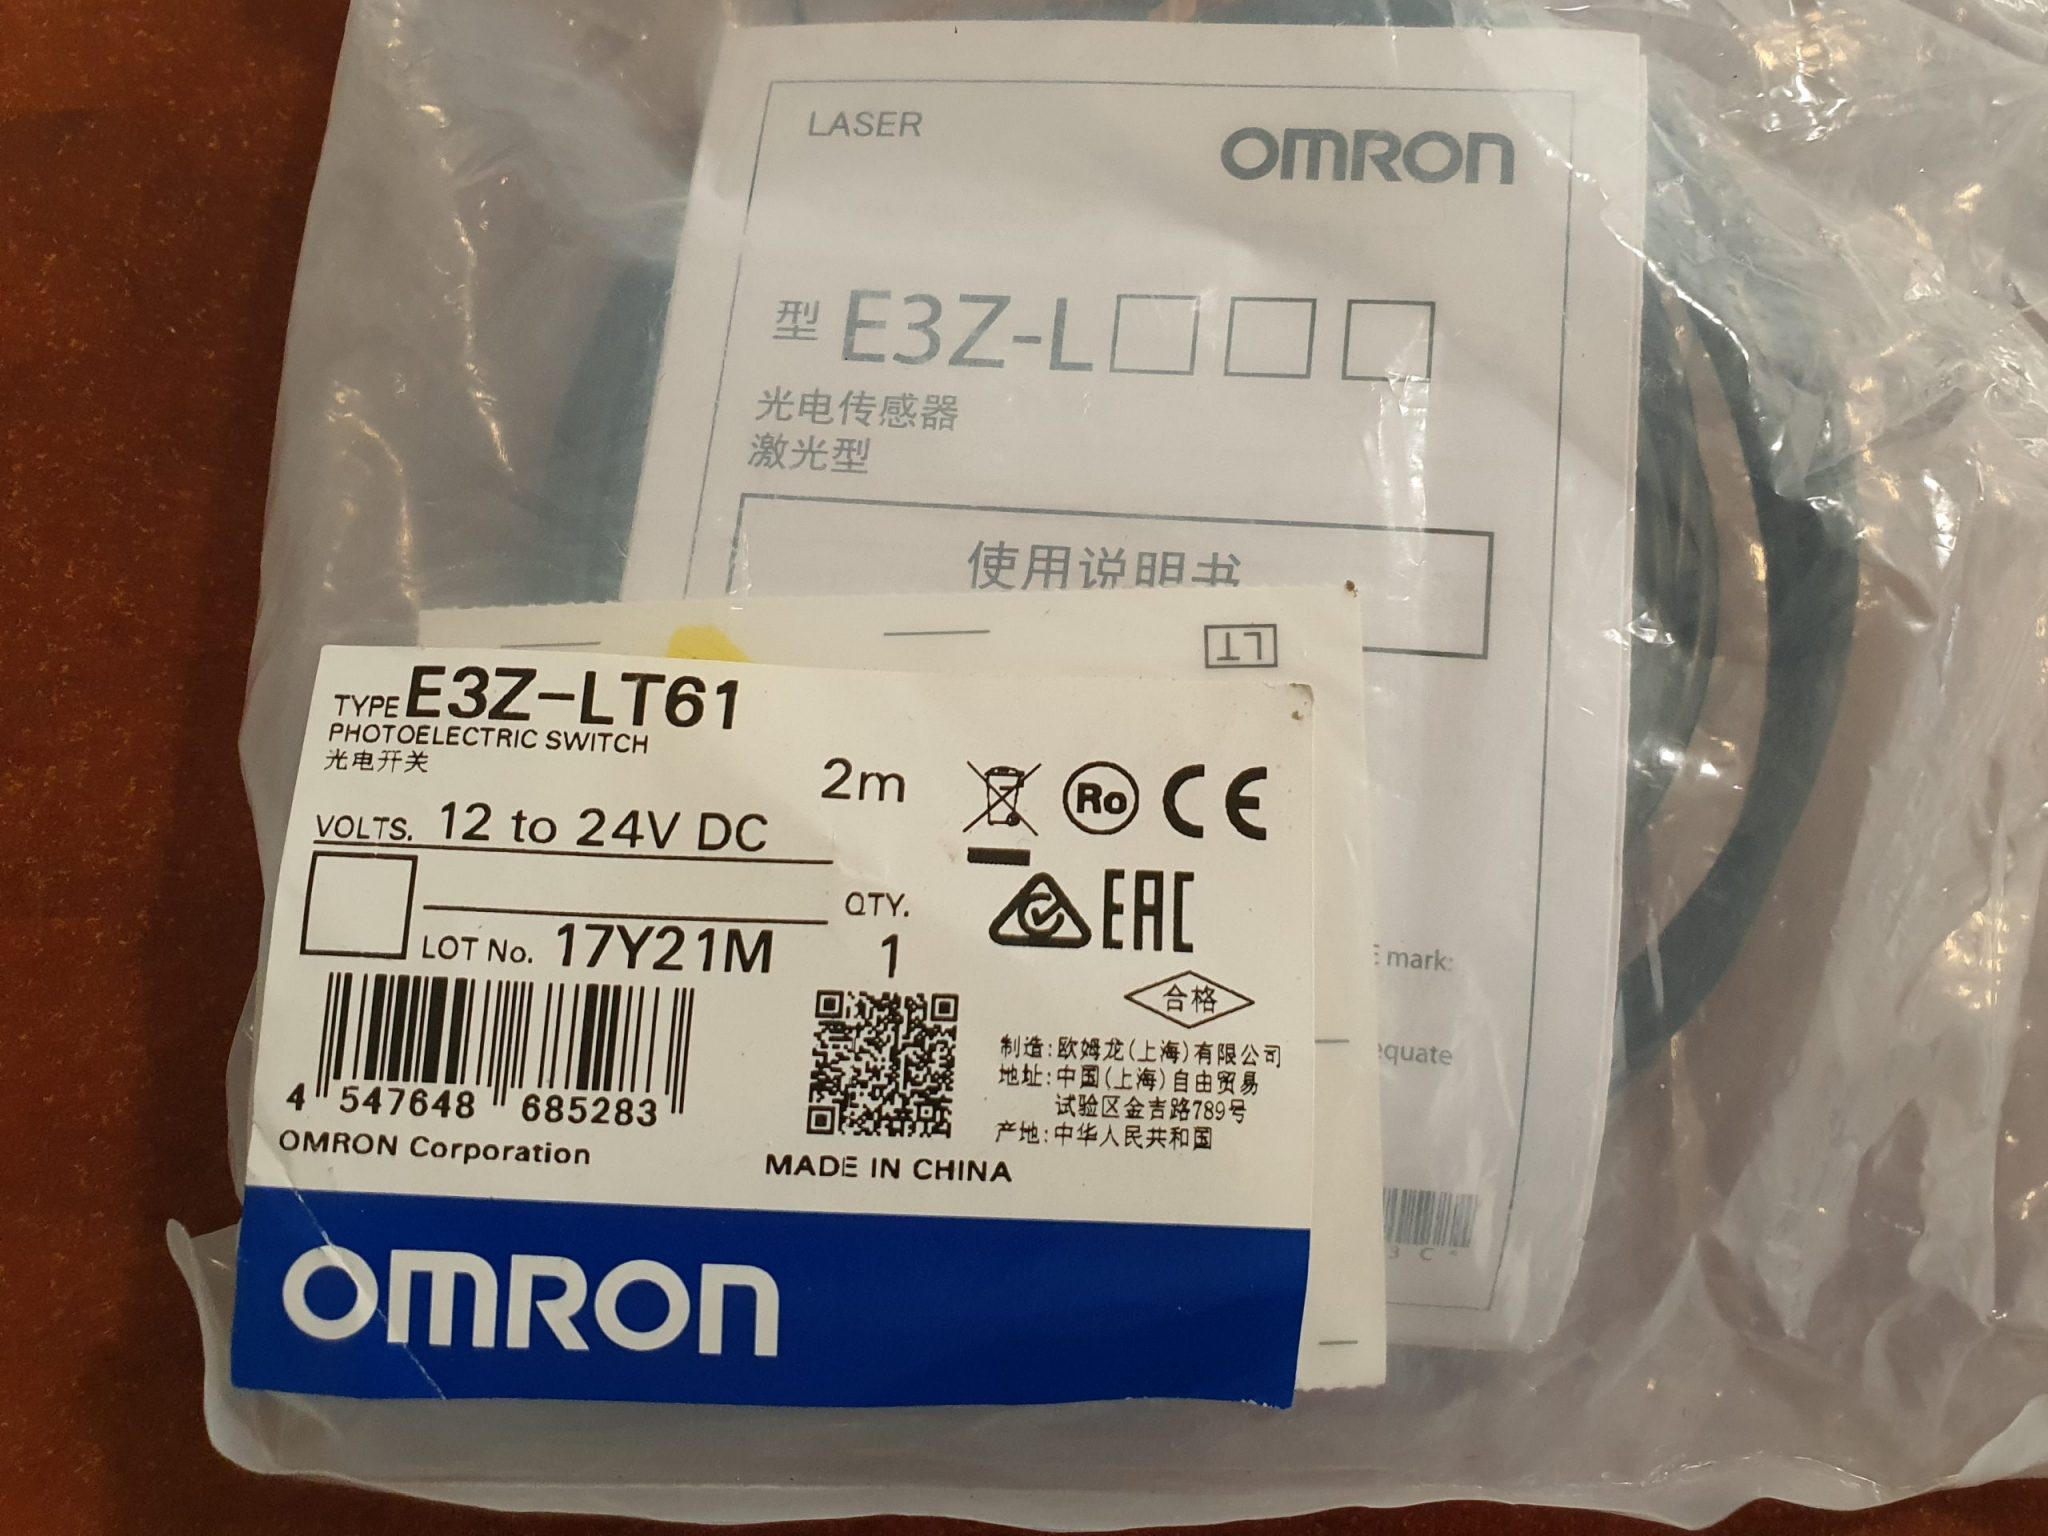 LASER
OMRON
型 E3Z-L□□□
光电传感器
激光型
使用说明书
LT
TYPE E3Z-LT61
PHOTOELECTRIC SWITCH
光电开关
2m
VOLTS. 12 to 24V DC
QTY.
1
LOT No. 17Y21M
Ro
CE
EAC
合格
4 547648 685283
制造:欧姆龙(上海)有限公司
地址:中国(上海)自由贸易
试验区金吉路789号
产地:中华人民共和国
OMRON Corporation
MADE IN CHINA
OMRON
mark:
equate
3 C *